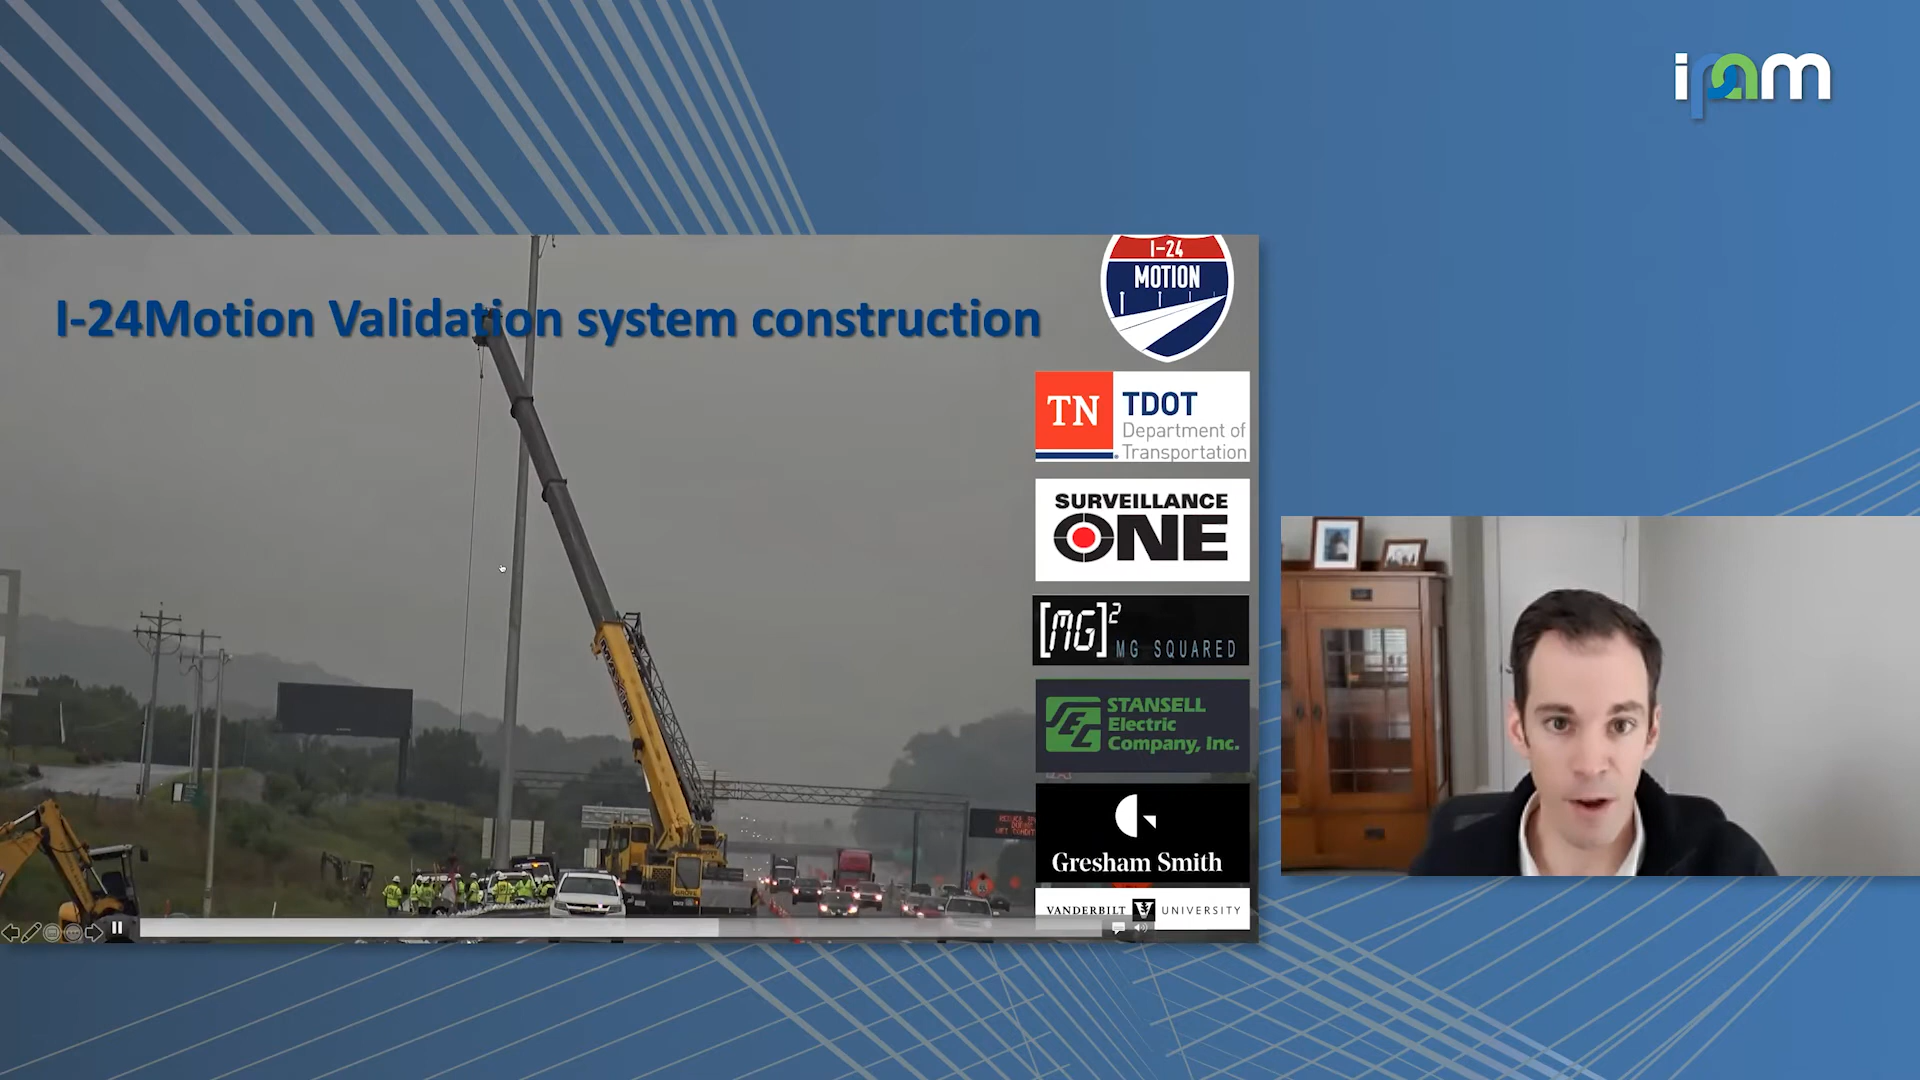 ipam
I-24
MOTION
I-24Motion Validation system construction
TN
TDOT
Department of
Transportation
SURVEILLANCE
ONE
[MG]²
MG SQUARED
STANSELL
Electric
Company, Inc.
Gresham Smith
VANDERBILT V UNIVERSITY